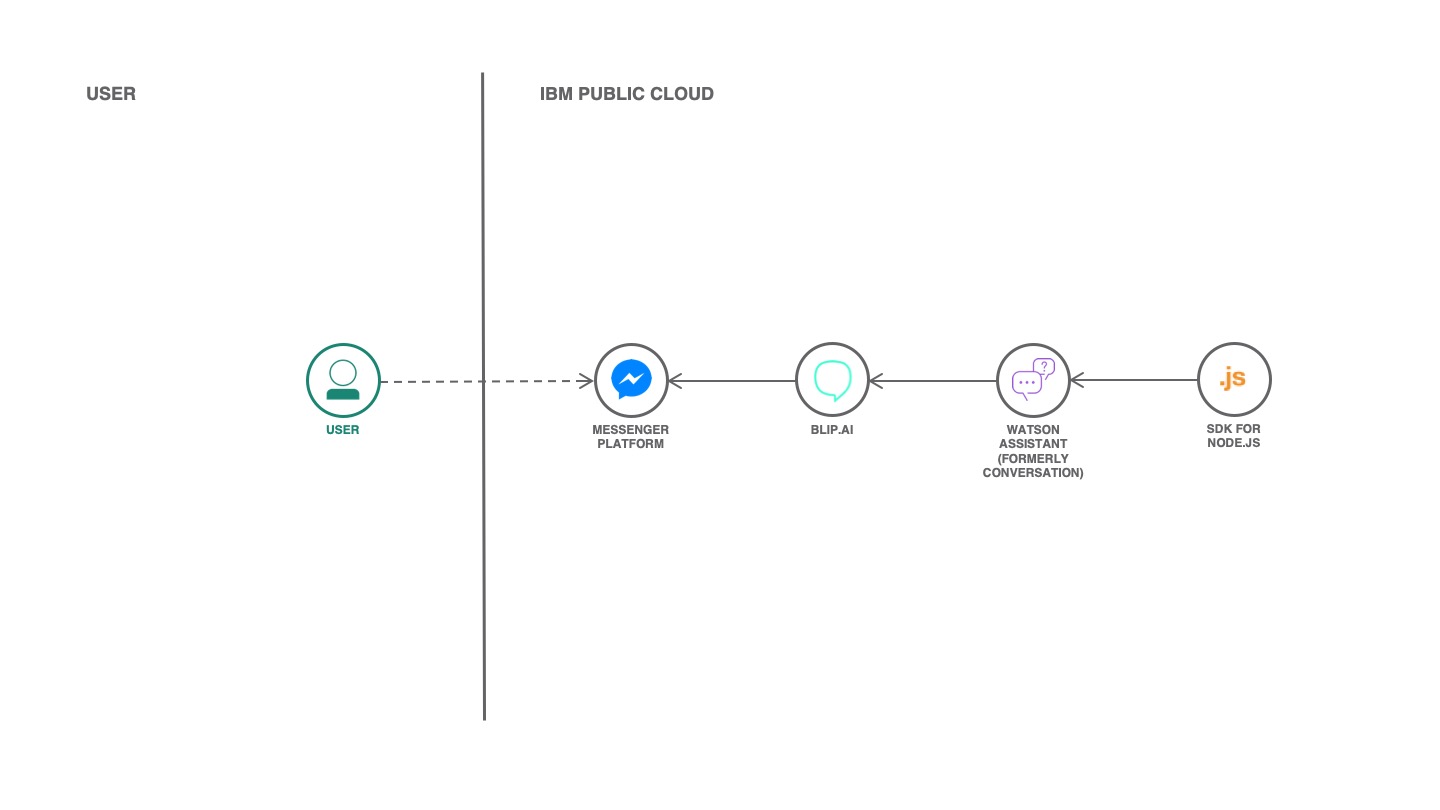 USER
IBM PUBLIC CLOUD
USER
MESSENGER
PLATFORM
BLIP.AI
WATSON
ASSISTANT
(FORMERLY
CONVERSATION)
?
.js
SDK FOR
NODE.JS